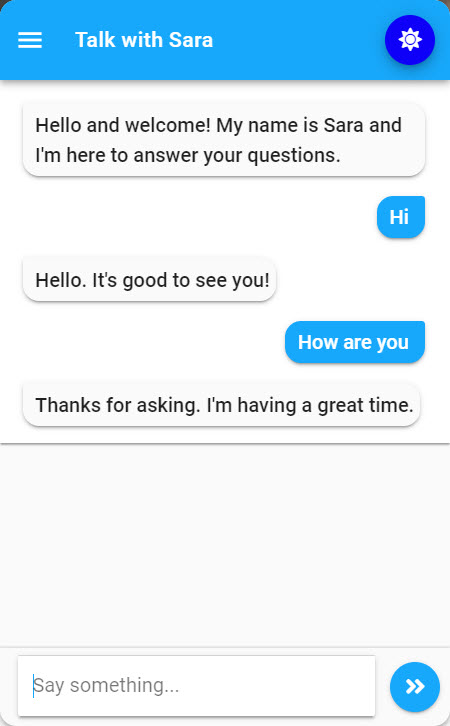 Talk with Sara
Hello and welcome! My name is Sara and
I'm here to answer your questions.
Hi
Hello. It's good to see you!
How are you
Thanks for asking. I'm having a great time.
Say something...